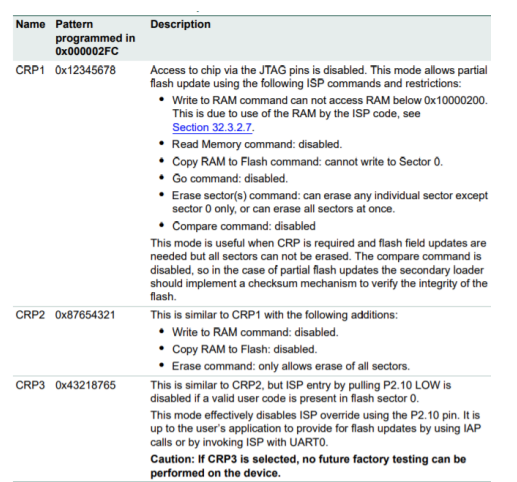 Name Pattern programmed in 0x000002FC Description
CRP1 0x12345678 Access to chip via the JTAG pins is disabled. This mode allows partial
flash update using the following ISP commands and restrictions:
• Write to RAM command can not access RAM below 0x10000200.
This is due to use of the RAM by the ISP code, see
Section 32.3.2.7.
• Read Memory command: disabled.
• Copy RAM to Flash command: cannot write to Sector 0.
• Go command: disabled.
• Erase sector(s) command: can erase any individual sector except
sector 0 only, or can erase all sectors at once.
• Compare command: disabled
This mode is useful when CRP is required and flash field updates are
needed but all sectors can not be erased. The compare command is
disabled, so in the case of partial flash updates the secondary loader
should implement a checksum mechanism to verify the integrity of the
flash.
CRP2 0x87654321 This is similar to CRP1 with the following additions:
• Write to RAM command: disabled.
• Copy RAM to Flash: disabled.
• Erase command: only allows erase of all sectors.
CRP3 0x43218765 This is similar to CRP2, but ISP entry by pulling P2.10 LOW is
disabled if a valid user code is present in flash sector 0.
This mode effectively disables ISP override using the P2.10 pin. It is
up to the user's application to provide for flash updates by using IAP
calls or by invoking ISP with UART0.
Caution: If CRP3 is selected, no future factory testing can be
performed on the device.